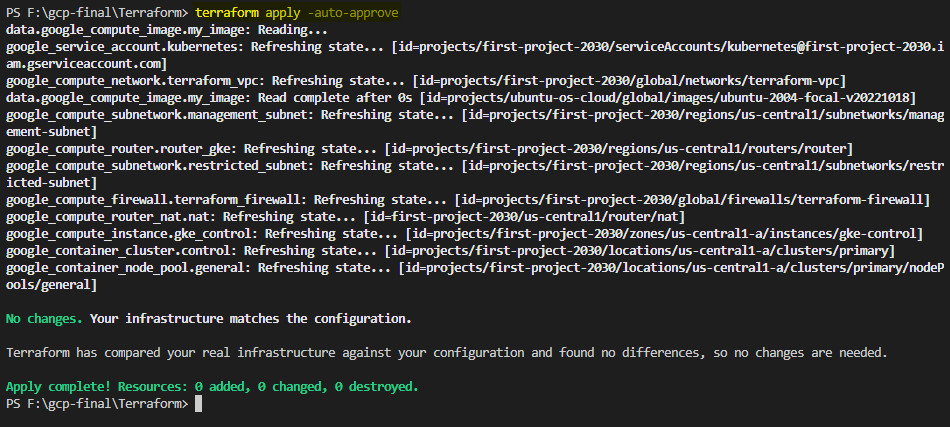 PS F:\gcp-final\Terraform> terraform apply -auto-approve
data.google_compute_image.my_image: Reading...
google_service_account.kubernetes: Refreshing state... [id=projects/first-project-2030/serviceAccounts/kubernetes@first-project-2030.i
am.gserviceaccount.com]
google_compute_network.terraform_vpc: Refreshing state... [id=projects/first-project-2030/global/networks/terraform-vpc]
data.google_compute_image.my_image: Read complete after 0s [id=projects/ubuntu-os-cloud/global/images/ubuntu-2004-focal-v20221018]
google_compute_subnetwork.management_subnet: Refreshing state... [id=projects/first-project-2030/regions/us-central1/subnetworks/manag
ement-subnet]
google_compute_router.router_gke: Refreshing state... [id=projects/first-project-2030/regions/us-central1/routers/router]
google_compute_subnetwork.restricted_subnet: Refreshing state... [id=projects/first-project-2030/regions/us-central1/subnetworks/restr
ricted-subnet]
google_compute_firewall.terraform_firewall: Refreshing state... [id=projects/first-project-2030/global/firewalls/terraform-firewall]
google_compute_router_nat.nat: Refreshing state... [id=first-project-2030/us-central1/router/nat]
google_compute_instance.gke_control: Refreshing state... [id=projects/first-project-2030/zones/us-central1-a/instances/gke-control]
google_container_cluster.control: Refreshing state... [id=projects/first-project-2030/locations/us-central1-a/clusters/primary]
google_container_node_pool.general: Refreshing state... [id=projects/first-project-2030/locations/us-central1-a/clusters/primary/nodeP
ools/general]
No changes. Your infrastructure matches the configuration.
Terraform has compared your real infrastructure against your configuration and found no differences, so no changes are needed.
Apply complete! Resources: 0 added, 0 changed, 0 destroyed.
PS F:\gcp-final\Terraform>